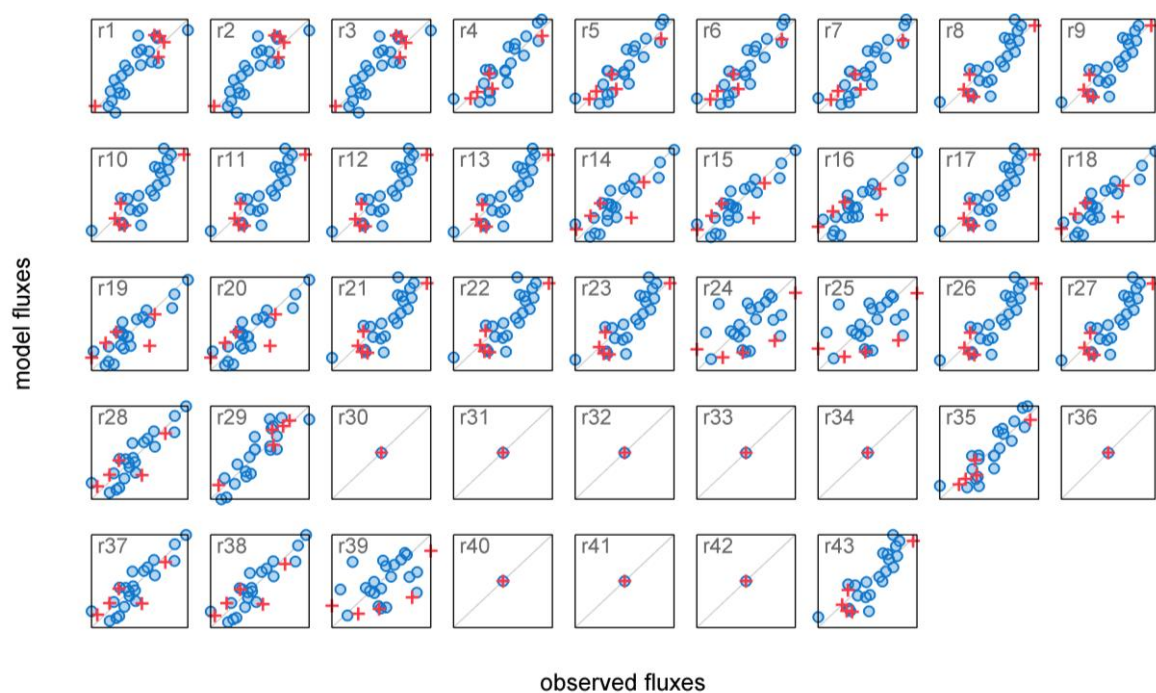 r1 r2 r3 r4 r5 r6 r7 r8 r9
r10 r11 r12 r13 r14 r15 r16 r17 r18
model fluxes
r19 r20 r21 r22 r23 r24 r25 r26 r27
r28 r29 r30 r31 r32 r33 r34 r35 r36
r37 r38 r39 r40 r41 r42 r43
observed fluxes